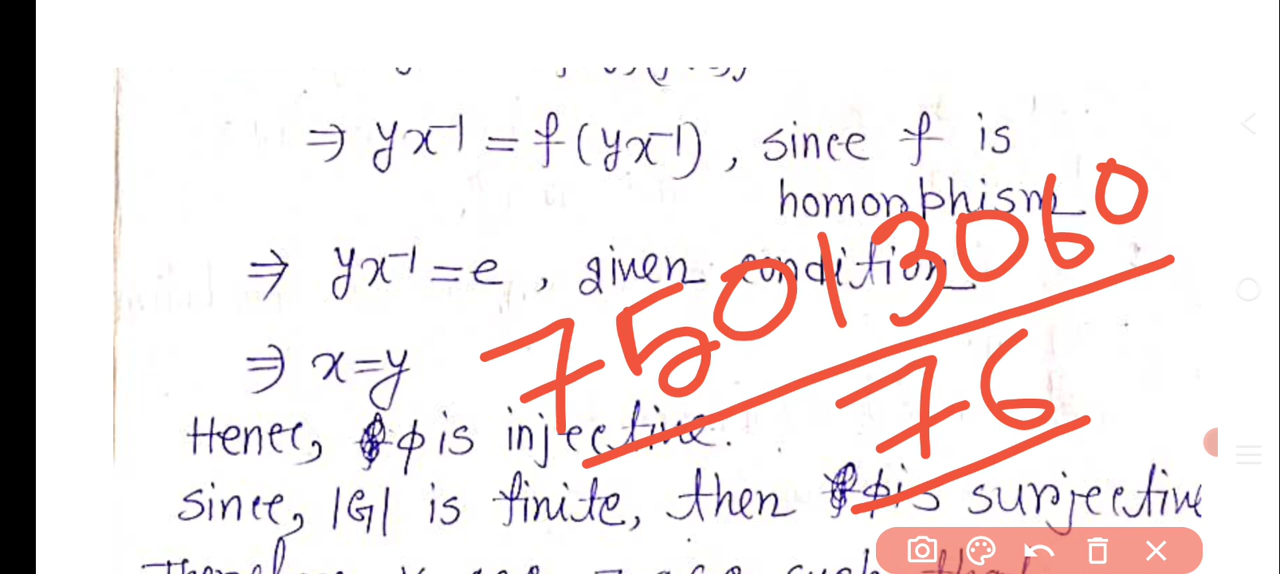 ⇒ yx⁻¹ = f(yx⁻¹), since f is
homomorphism
⇒ yx⁻¹ = e, given condition
75013060
76
⇒ x=y
Hence, ϕ is injective.
Since, |G| is finite, then ϕ is surjective